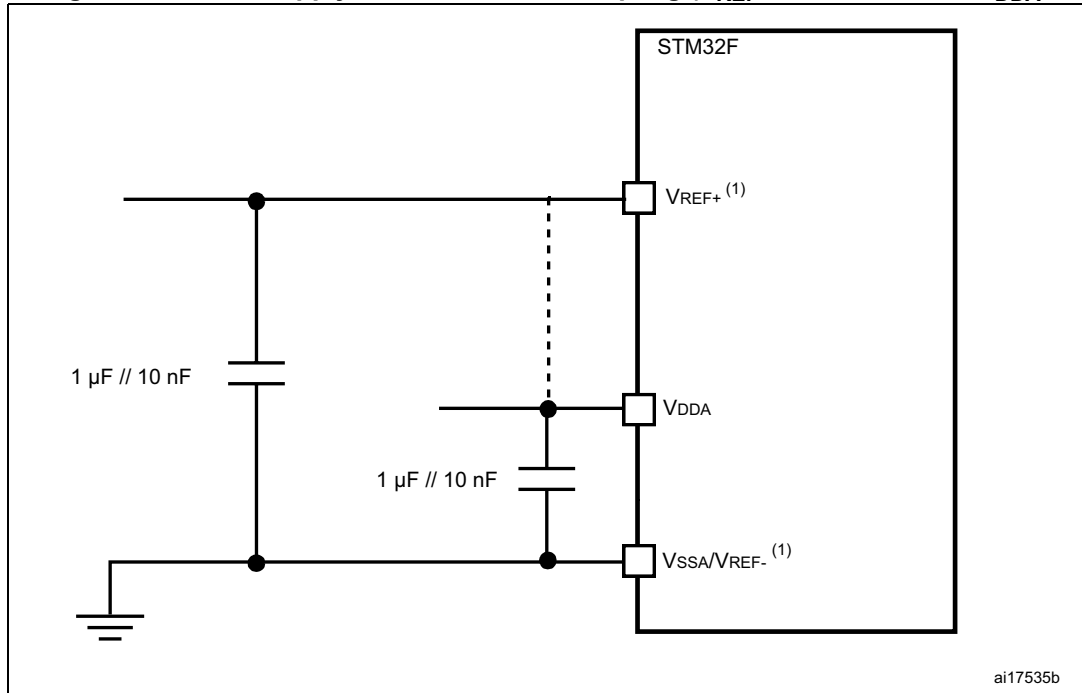 STM32F
VREF+ (1)
1 µF // 10 nF
VDDA
1 µF // 10 nF
VSSA/VREF- (1)
ai17535b